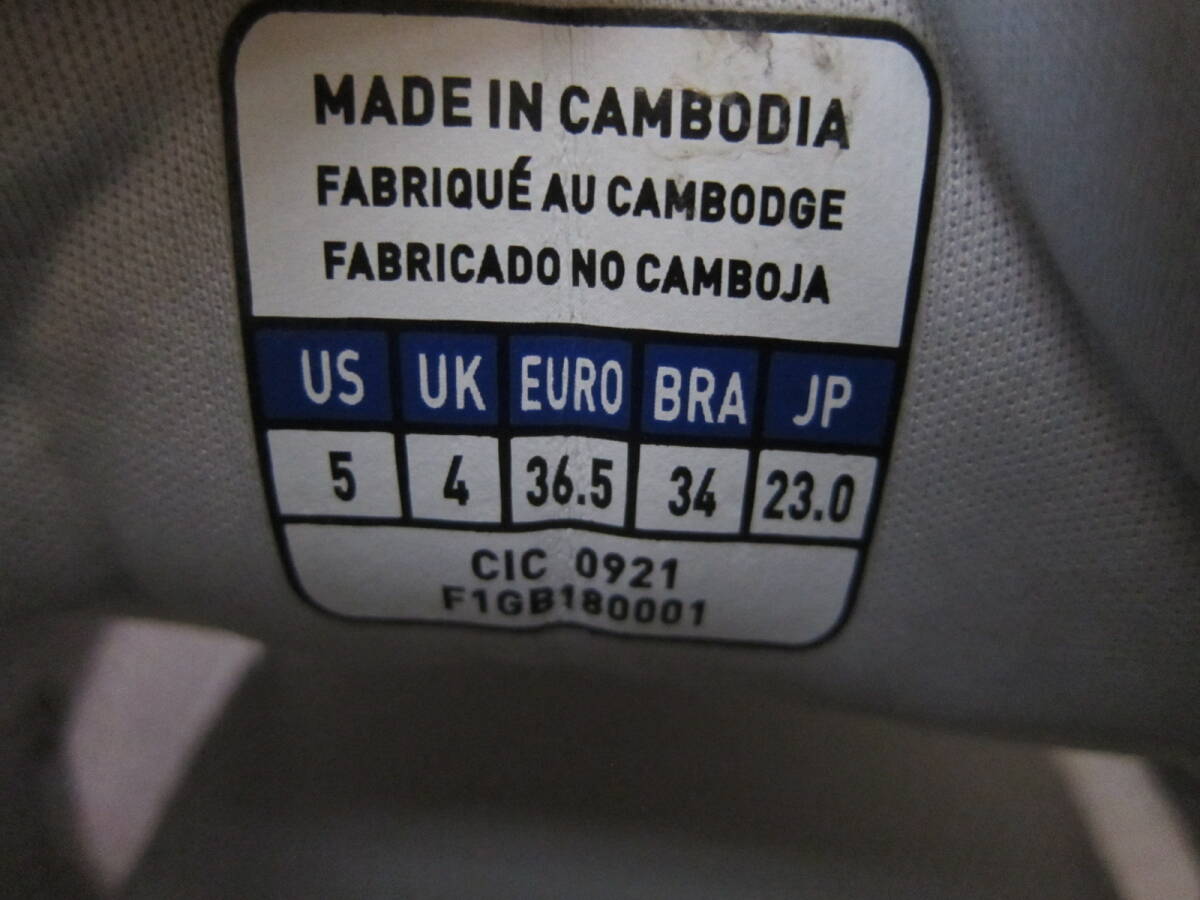 MADE IN CAMBODIA
FABRIQUÉ AU CAMBODGE
FABRICADO NO CAMBOJA
US UK EURO BRA JP
5 4 36.5 34 23.0
CIC 0921
F1GB180001